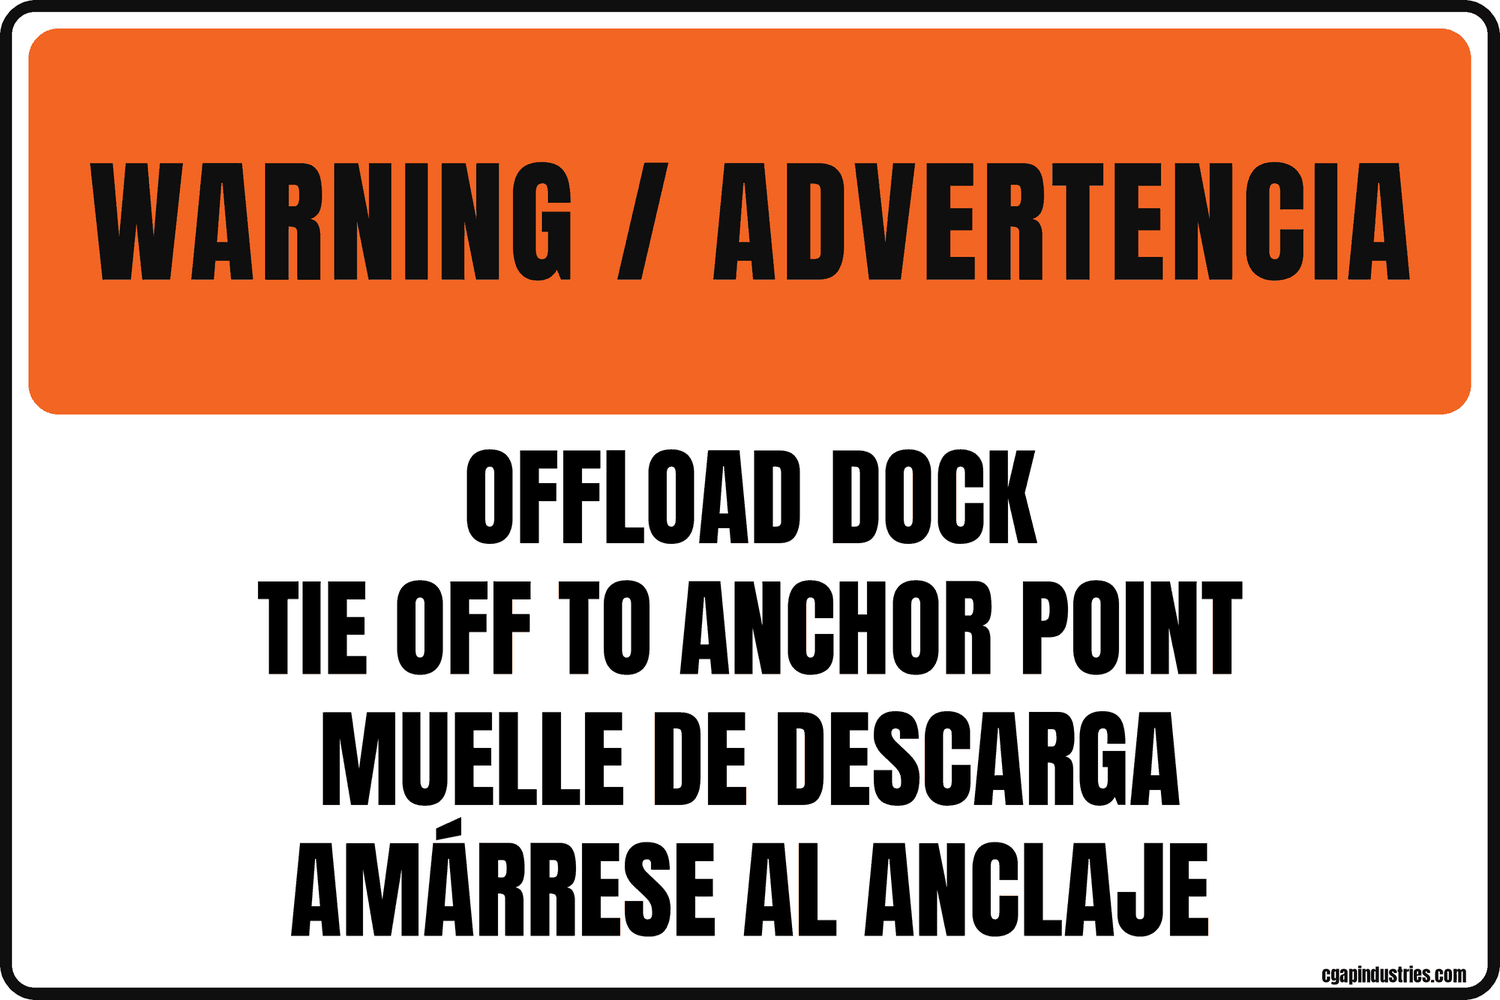 WARNING / ADVERTENCIA
OFFLOAD DOCK
TIE OFF TO ANCHOR POINT
MUELLE DE DESCARGA
AMÁRRESE AL ANCLAJE
cgapindustries.com